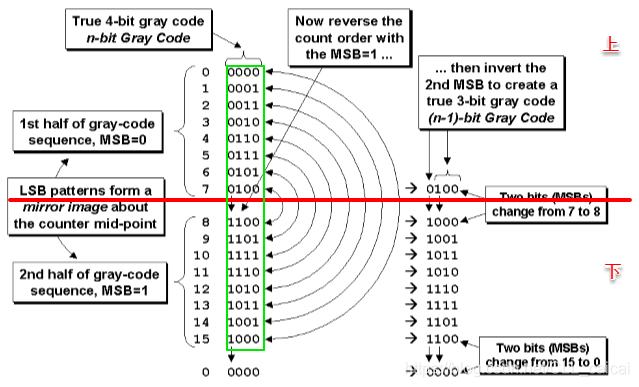 True 4-bit gray code
n-bit Gray Code
Now reverse the
count order with
the MSB=1 ...
上
... then invert the
2nd MSB to create a
true 3-bit gray code
(n-1)-bit Gray Code
0 0000
1 0001
2 0011
3 0010
4 0110
5 0111
6 0101
7 0100
1st half of gray-code
sequence, MSB=0
LSB patterns form a
mirror image about
the counter mid-point
2nd half of gray-code
sequence, MSB=1
8 1100
9 1101
10 1111
11 1110
12 1010
13 1011
14 1001
15 1000
0 0000
0100
1000
1001
1011
1010
1110
1111
1101
1100
0000
Two bits (MSBs)
change from 7 to 8
下
Two bits (MSBs)
change from 15 to 0